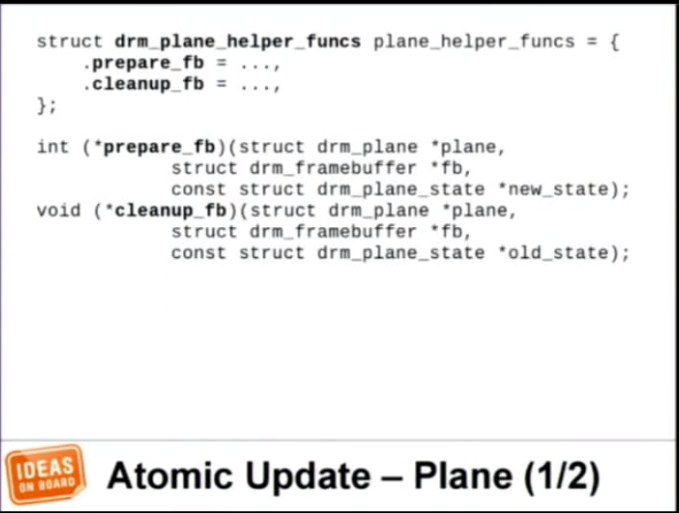 struct drm_plane_helper_funcs plane_helper_funcs = {
    .prepare_fb = ...,
    .cleanup_fb = ...,
};
int (*prepare_fb)(struct drm_plane *plane,
            struct drm_framebuffer *fb,
            const struct drm_plane_state *new_state);
void (*cleanup_fb)(struct drm_plane *plane,
            struct drm_framebuffer *fb,
            const struct drm_plane_state *old_state);
IDEAS
ON BOARD
Atomic Update – Plane (1/2)